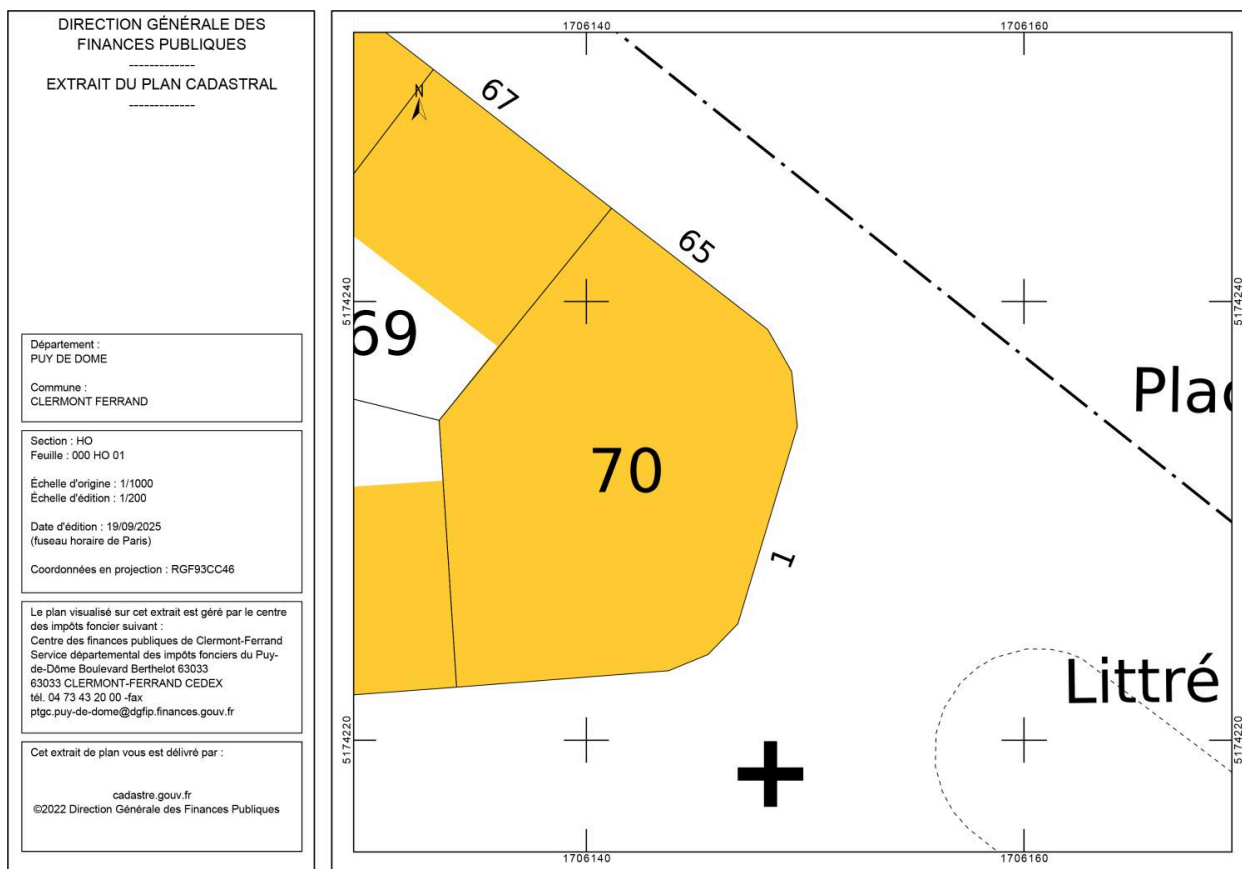 DIRECTION GÉNÉRALE DES
FINANCES PUBLIQUES
-------------
EXTRAIT DU PLAN CADASTRAL
-------------
Département :
PUY DE DOME
Commune :
CLERMONT FERRAND
Section : HO
Feuille : 000 HO 01
Échelle d'origine : 1/1000
Échelle d'édition : 1/200
Date d'édition : 19/09/2025
(fuseau horaire de Paris)
Coordonnées en projection : RGF93CC46
Le plan visualisé sur cet extrait est géré par le centre
des impôts foncier suivant :
Centre des finances publiques de Clermont-Ferrand
Service départemental des impôts fonciers du Puy-
de-Dôme Boulevard Berthelot 63033
63033 CLERMONT-FERRAND CEDEX
tél. 04 73 43 20 00 -fax
ptgc.puy-de-dome@dgfip.finances.gouv.fr
Cet extrait de plan vous est délivré par :
cadastre.gouv.fr
©2022 Direction Générale des Finances Publiques
1706140
1706160
N
67
65
5174240
5174240
69
Plac
70
1
Littré
5174220
5174220
1706140
1706160